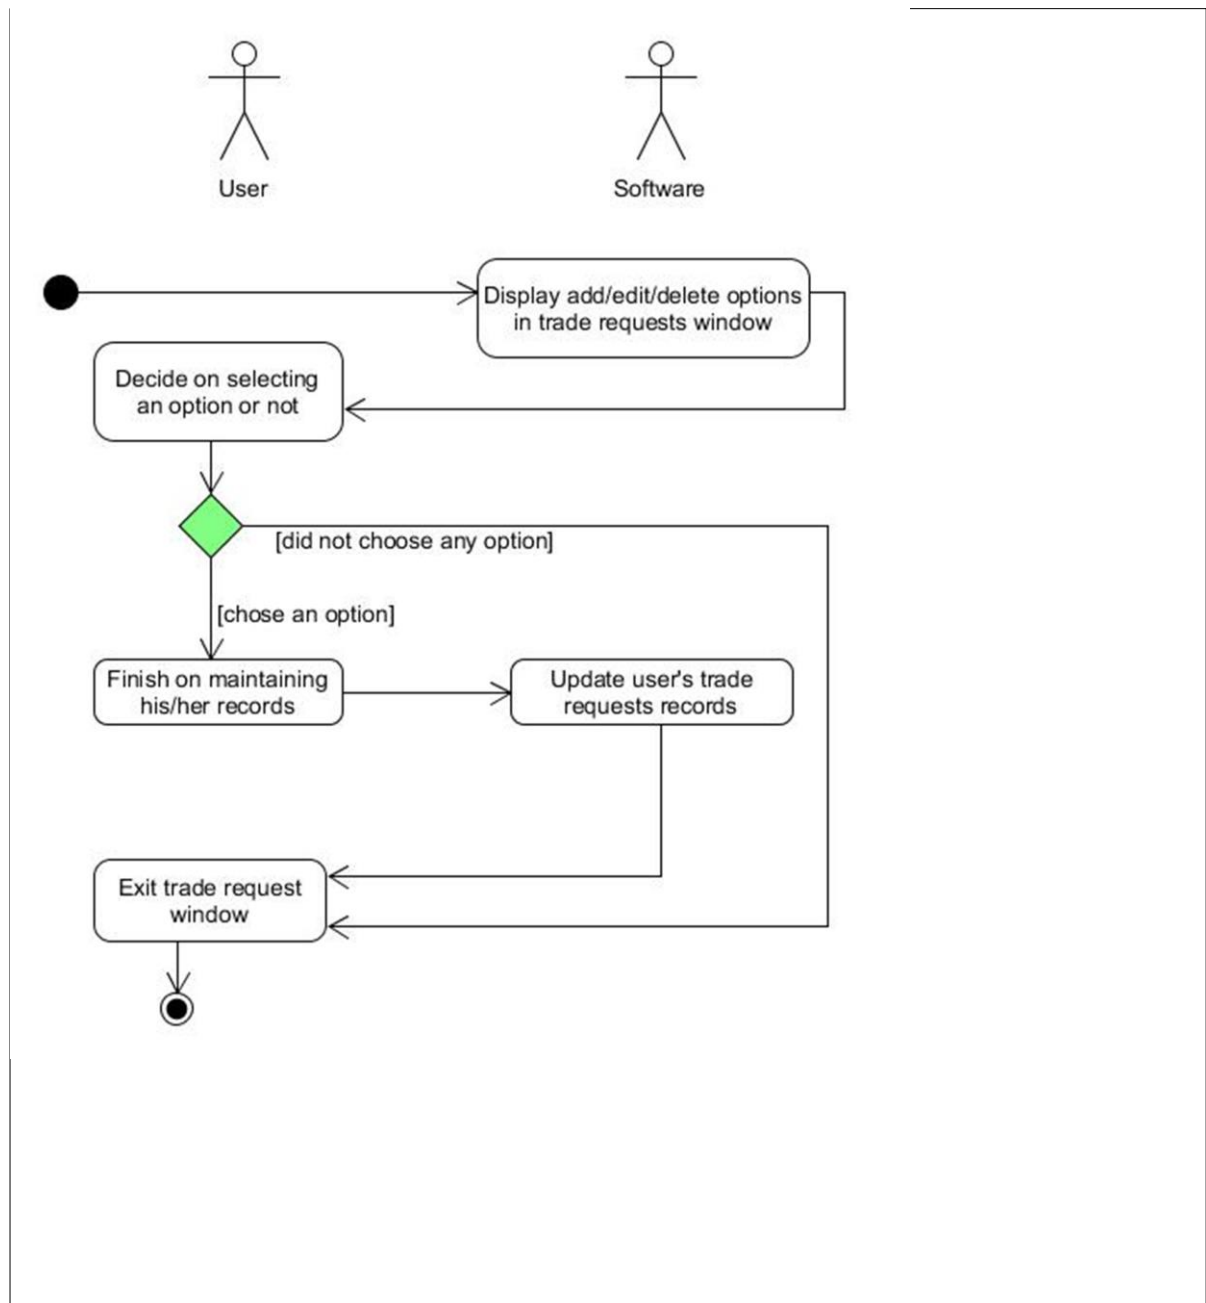 User
Software
Display add/edit/delete options
in trade requests window
Decide on selecting
an option or not
[did not choose any option]
[chose an option]
Finish on maintaining
his/her records
Update user's trade
requests records
Exit trade request
window